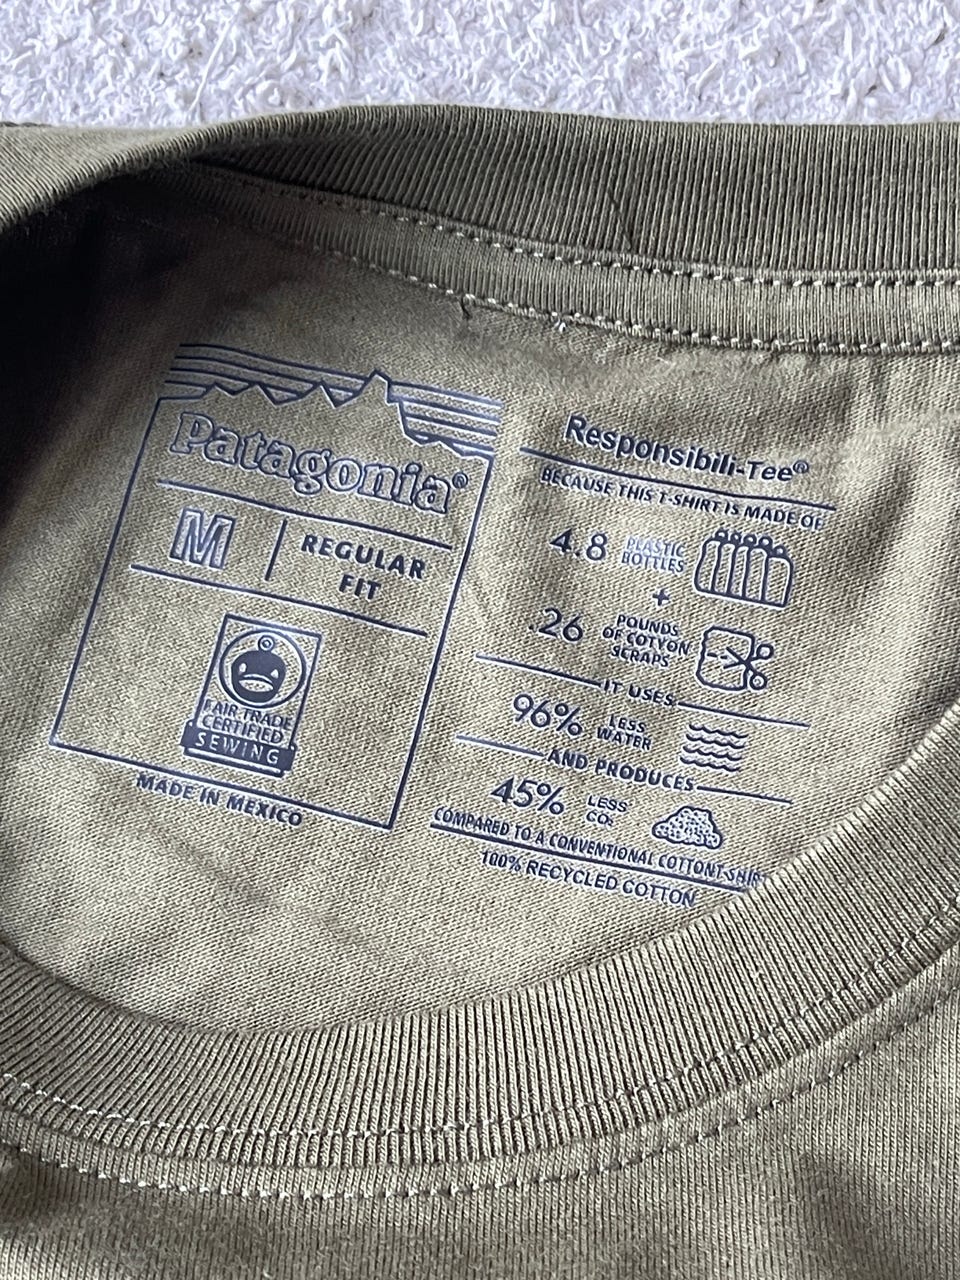 Patagonia®
M
REGULAR
FIT
FAIR TRADE
CERTIFIED
SEWING
MADE IN MEXICO
Responsibili-Tee®
BECAUSE THIS T-SHIRT IS MADE OF
4.8 PLASTIC
BOTTLES
+
.26 POUNDS
OF COTYON
SCRAPS
IT USES
96% LESS
WATER
AND PRODUCES
45% LESS
CO₂
COMPARED TO A CONVENTIONAL COTTONT-SHIRT
100% RECYCLED COTTON